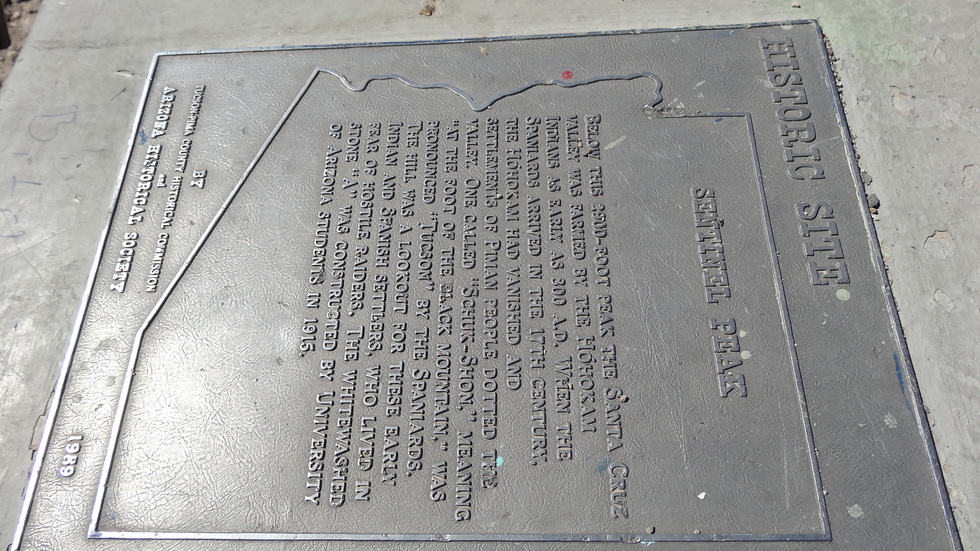 HISTORIC SITE
SENTINEL PEAK
BELOW THIS 2900-FOOT PEAK THE SANTA CRUZ
VALLEY WAS FARMED BY THE HÓHOKAM
INDIANS AS EARLY AS 800 A.D. WHEN THE
SPANIARDS ARRIVED IN THE 17TH CENTURY,
THE HÓHOKAM HAD VANISHED AND
SETTLEMENTS OF PIMAN PEOPLE DOTTED THE
VALLEY. ONE CALLED "SCHUK-SHON," MEANING
"AT THE FOOT OF THE BLACK MOUNTAIN," WAS
PRONOUNCED "TUCSON" BY THE SPANIARDS.
THE HILL WAS A LOOKOUT FOR THESE EARLY
INDIAN AND SPANISH SETTLERS, WHO LIVED IN
FEAR OF HOSTILE RAIDERS. THE WHITEWASHED
STONE "A" WAS CONSTRUCTED BY UNIVERSITY
OF ARIZONA STUDENTS IN 1915.
BY
TUCSON-PIMA COUNTY HISTORICAL COMMISSION
and
ARIZONA HISTORICAL SOCIETY
1989